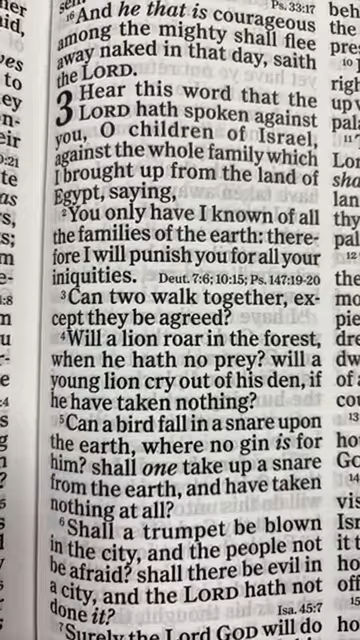 Ps. 33:17
16And he that is courageous
among the mighty shall flee
away naked in that day, saith
the LORD.
3 Hear this word that the
LORD hath spoken against
you, O children of Israel,
against the whole family which
I brought up from the land of
Egypt, saying,
2You only have I known of all
the families of the earth: there-
fore I will punish you for all your
iniquities. Deut. 7:6; 10:15; Ps. 147:19-20
3Can two walk together, ex-
cept they be agreed?
4Will a lion roar in the forest,
when he hath no prey? will a
young lion cry out of his den, if
he have taken nothing?
5Can a bird fall in a snare upon
the earth, where no gin is for
him? shall one take up a snare
from the earth, and have taken
nothing at all?
6Shall a trumpet be blown
in the city, and the people not
be afraid? shall there be evil in
a city, and the LORD hath not
done it? Isa. 45:7
7Surely the Lord GOD will do